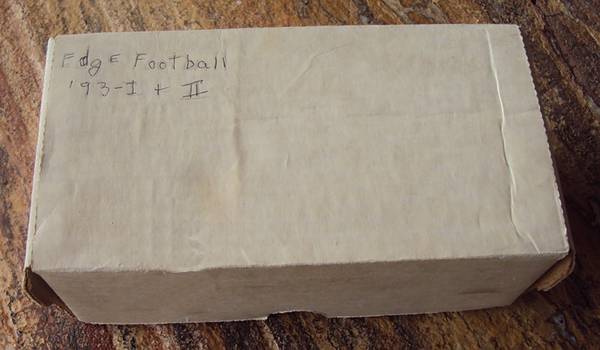 Edge Football
'93-I + II